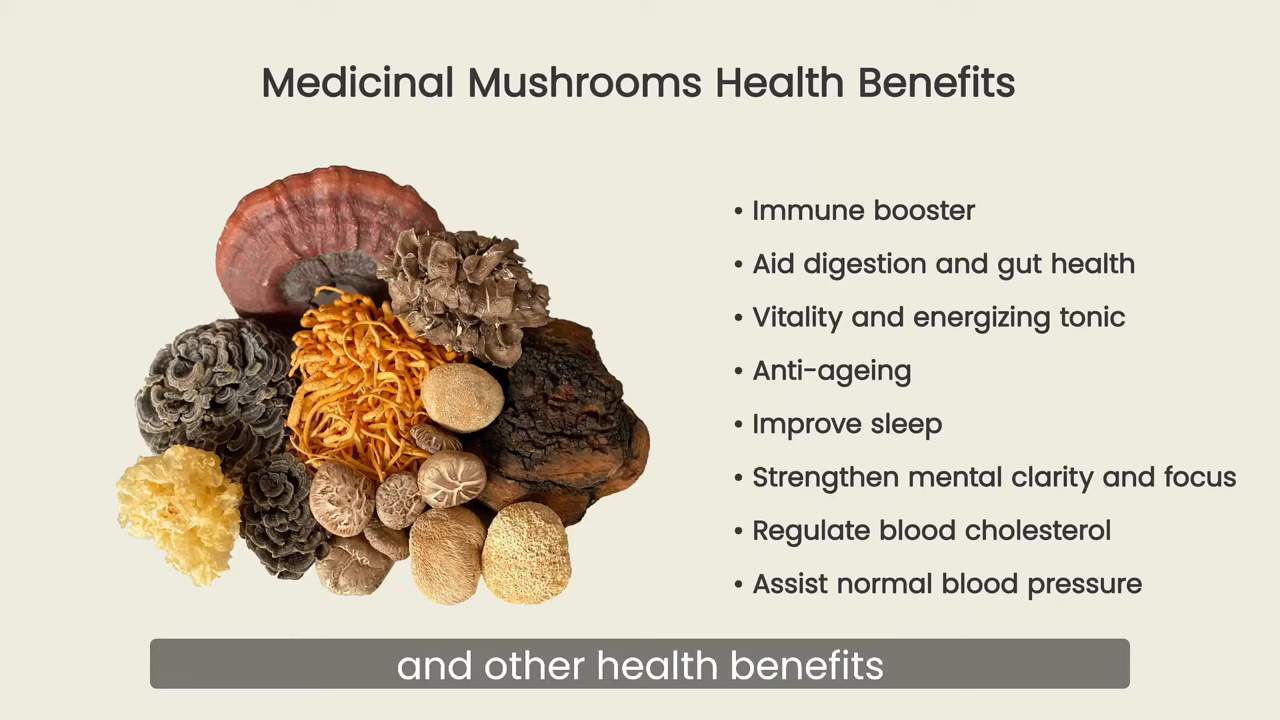 Medicinal Mushrooms Health Benefits
• Immune booster
• Aid digestion and gut health
• Vitality and energizing tonic
• Anti-ageing
• Improve sleep
• Strengthen mental clarity and focus
• Regulate blood cholesterol
• Assist normal blood pressure
and other health benefits